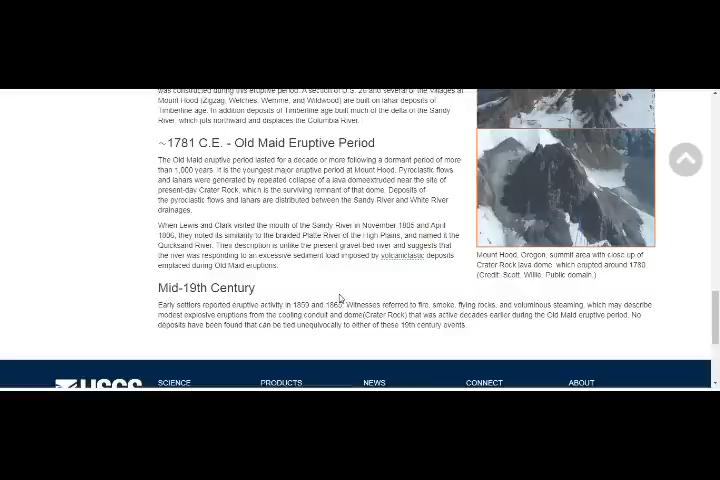 was constructed during this eruptive period. A section of U.S. 26 and several of the villages at
Mount Hood (Zigzag, Welches, Wemme, and Wildwood) are built on lahar deposits of
Timberline age. In addition deposits of Timberline age built much of the delta of the Sandy
River, which juts northward and displaces the Columbia River.
~1781 C.E. - Old Maid Eruptive Period
The Old Maid eruptive period lasted for a decade or more following a dormant period of more
than 1,000 years. It is the youngest major eruptive period at Mount Hood. Pyroclastic flows
and lahars were generated by repeated collapse of a lava domeextruded near the site of
present-day Crater Rock, which is the surviving remnant of that dome. Deposits of
the pyroclastic flows and lahars are distributed between the Sandy River and White River
drainages.
When Lewis and Clark visited the mouth of the Sandy River in November 1805 and April
1806, they noted its similarity to the braided Platte River of the High Plains, and named it the
Quicksand River. Their description is unlike the present gravel-bed river and suggests that
the river was responding to an excessive sediment load imposed by volcaniclastic deposits
emplaced during Old Maid eruptions.
Mount Hood, Oregon, summit area with close up of
Crater Rock lava dome, which erupted around 1780
(Credit: Scott, Willie. Public domain.)
Mid-19th Century
Early settlers reported eruptive activity in 1859 and 1865. Witnesses referred to fire, smoke, flying rocks, and voluminous steaming, which may describe
modest explosive eruptions from the cooling conduit and dome(Crater Rock) that was active decades earlier during the Old Maid eruptive period. No
deposits have been found that can be tied unequivocally to either of these 19th century events.
USGS
SCIENCE
PRODUCTS
NEWS
CONNECT
ABOUT